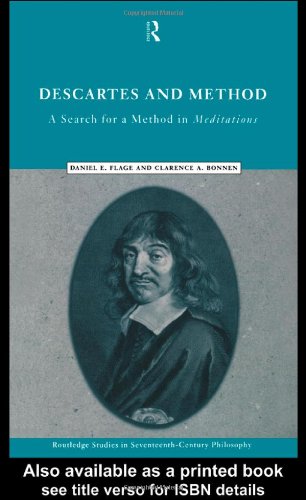 DESCARTES AND METHOD
A Search for a Method in Meditations
DANIEL E. FLAGE AND CLARENCE A. BONNEN
Routledge Studies in Seventeenth-Century Philosophy
Also available as a printed book
see title verso for ISBN details